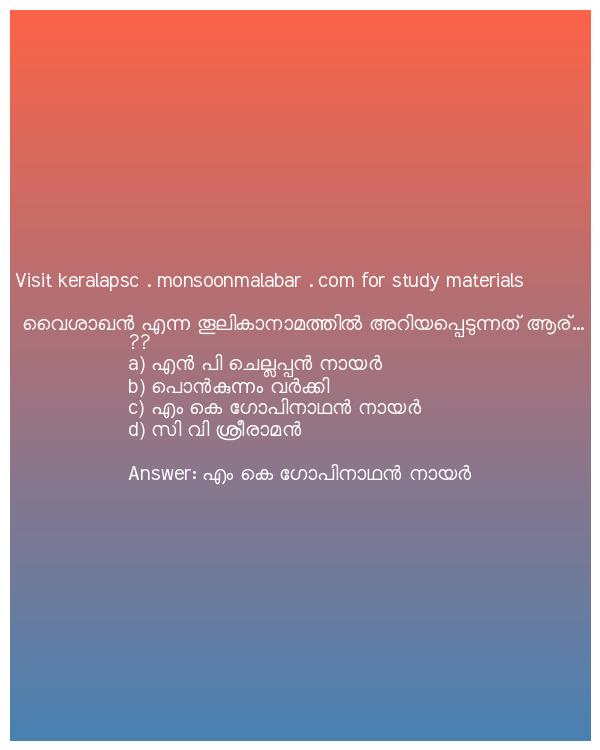 Visit keralapsc . monsoonmalabar . com for study materials
വൈശാഖൻ എന്ന തൂലികാനാമത്തിൽ അറിയപ്പെടുന്നത് ആര്...
??
a) എൻ പി ചെല്ലപ്പൻ നായർ
b) പൊൻകുന്നം വർക്കി
c) എം കെ ഗോപിനാഥൻ നായർ
d) സി വി ശ്രീരാമൻ
Answer: എം കെ ഗോപിനാഥൻ നായർ